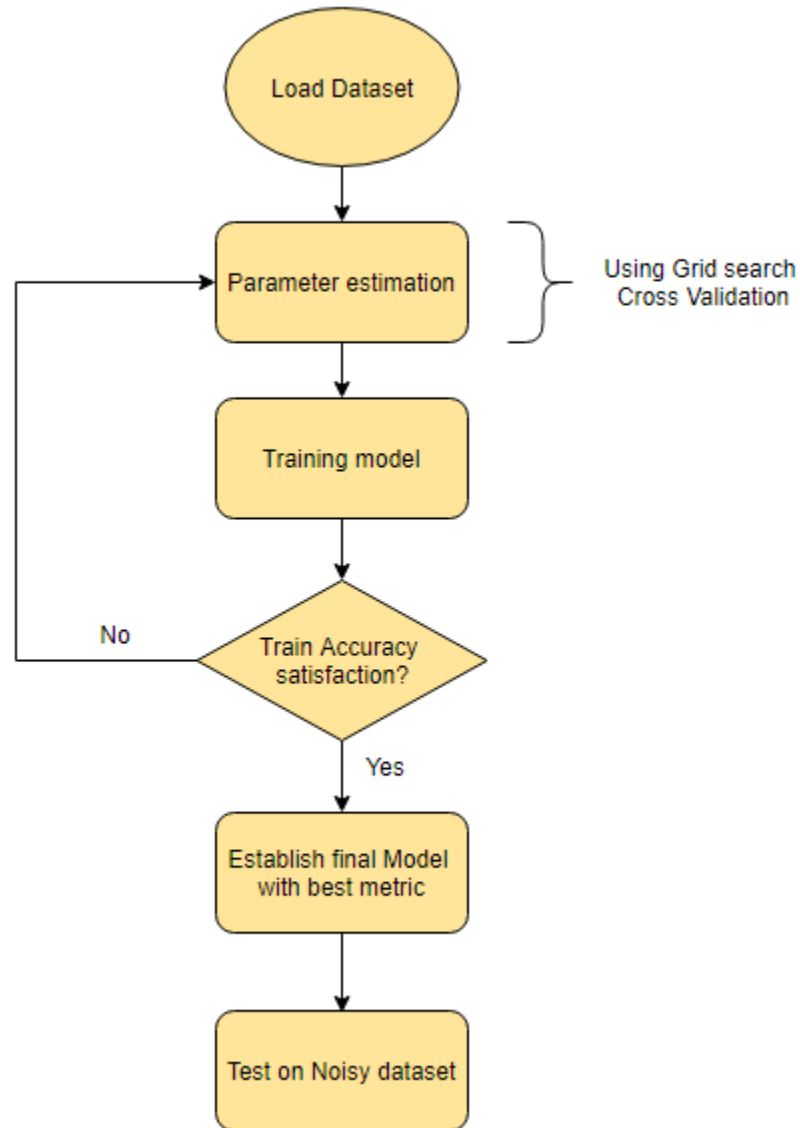 Load Dataset
Parameter estimation
Using Grid search
Cross Validation
Training model
No
Train Accuracy
satisfaction?
Yes
Establish final Model
with best metric
Test on Noisy dataset